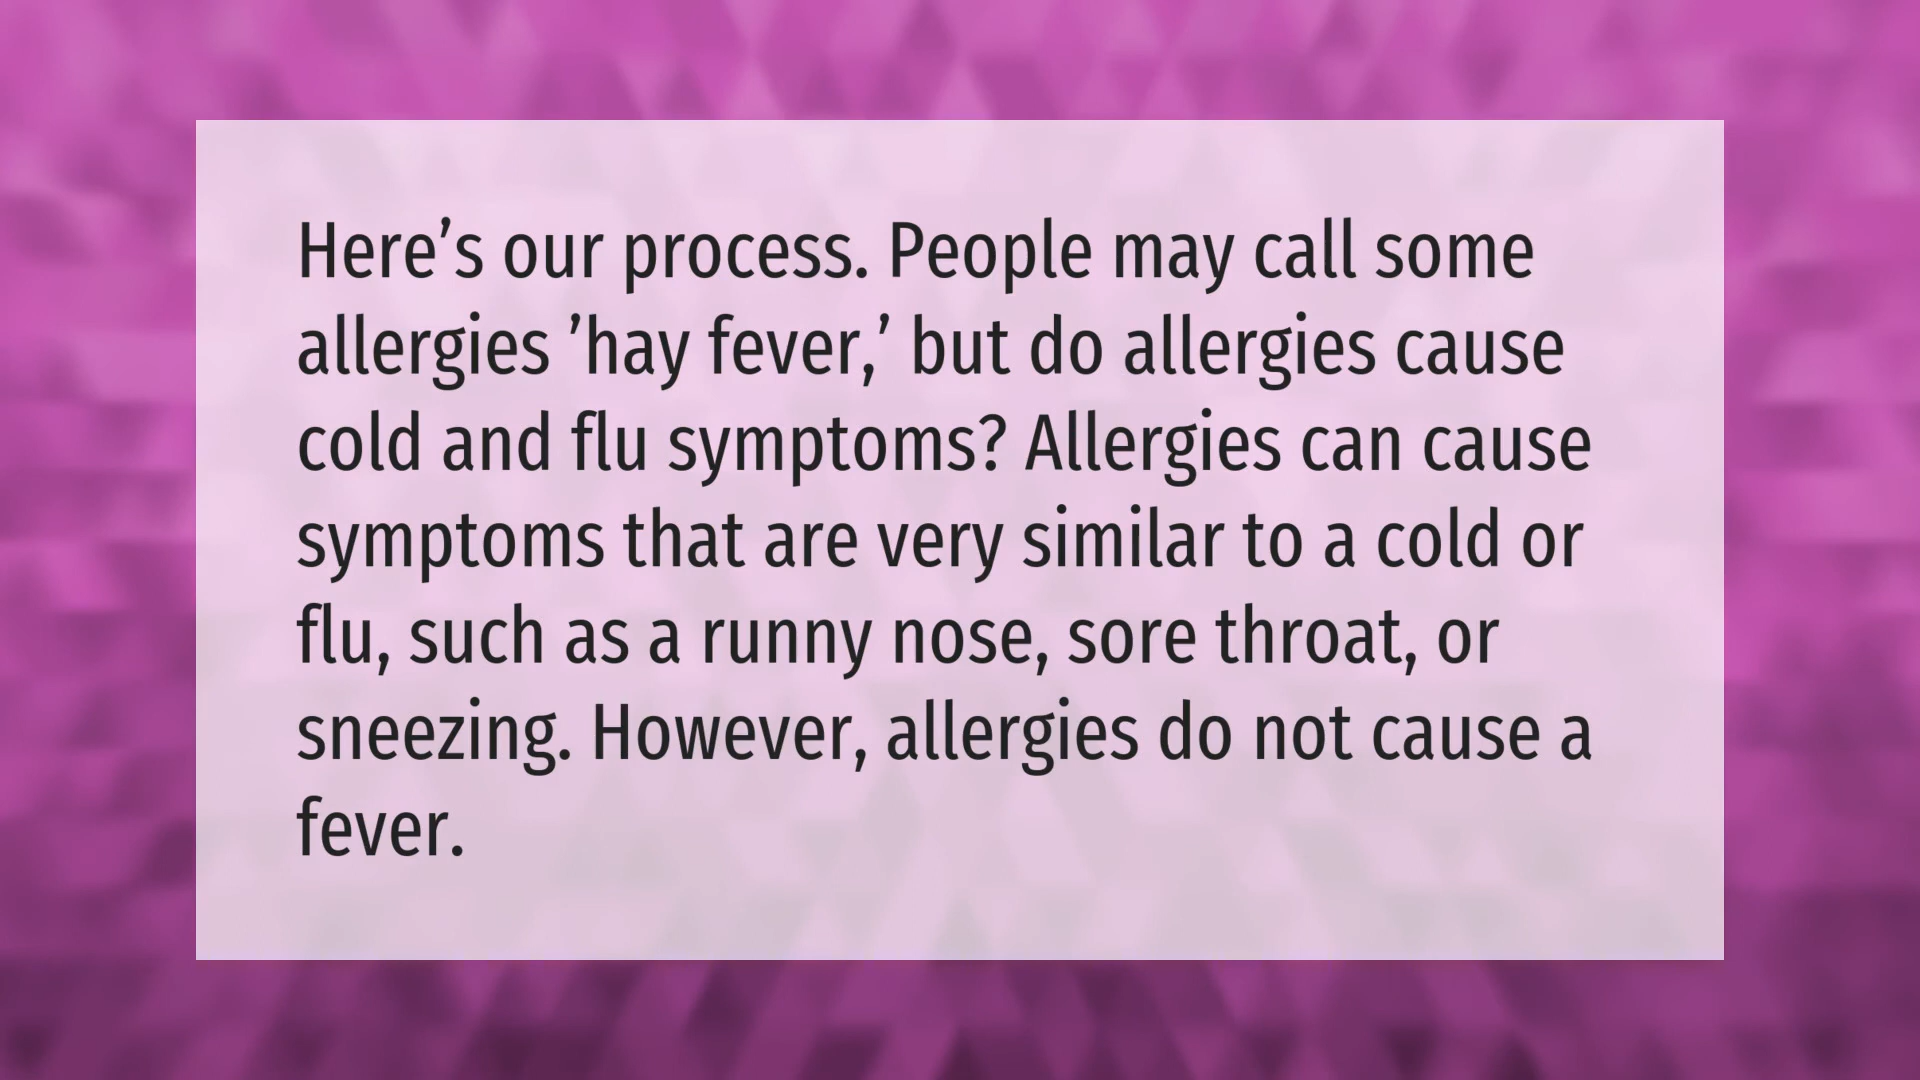 Here’s our process. People may call some
allergies ’hay fever,’ but do allergies cause
cold and flu symptoms? Allergies can cause
symptoms that are very similar to a cold or
flu, such as a runny nose, sore throat, or
sneezing. However, allergies do not cause a
fever.